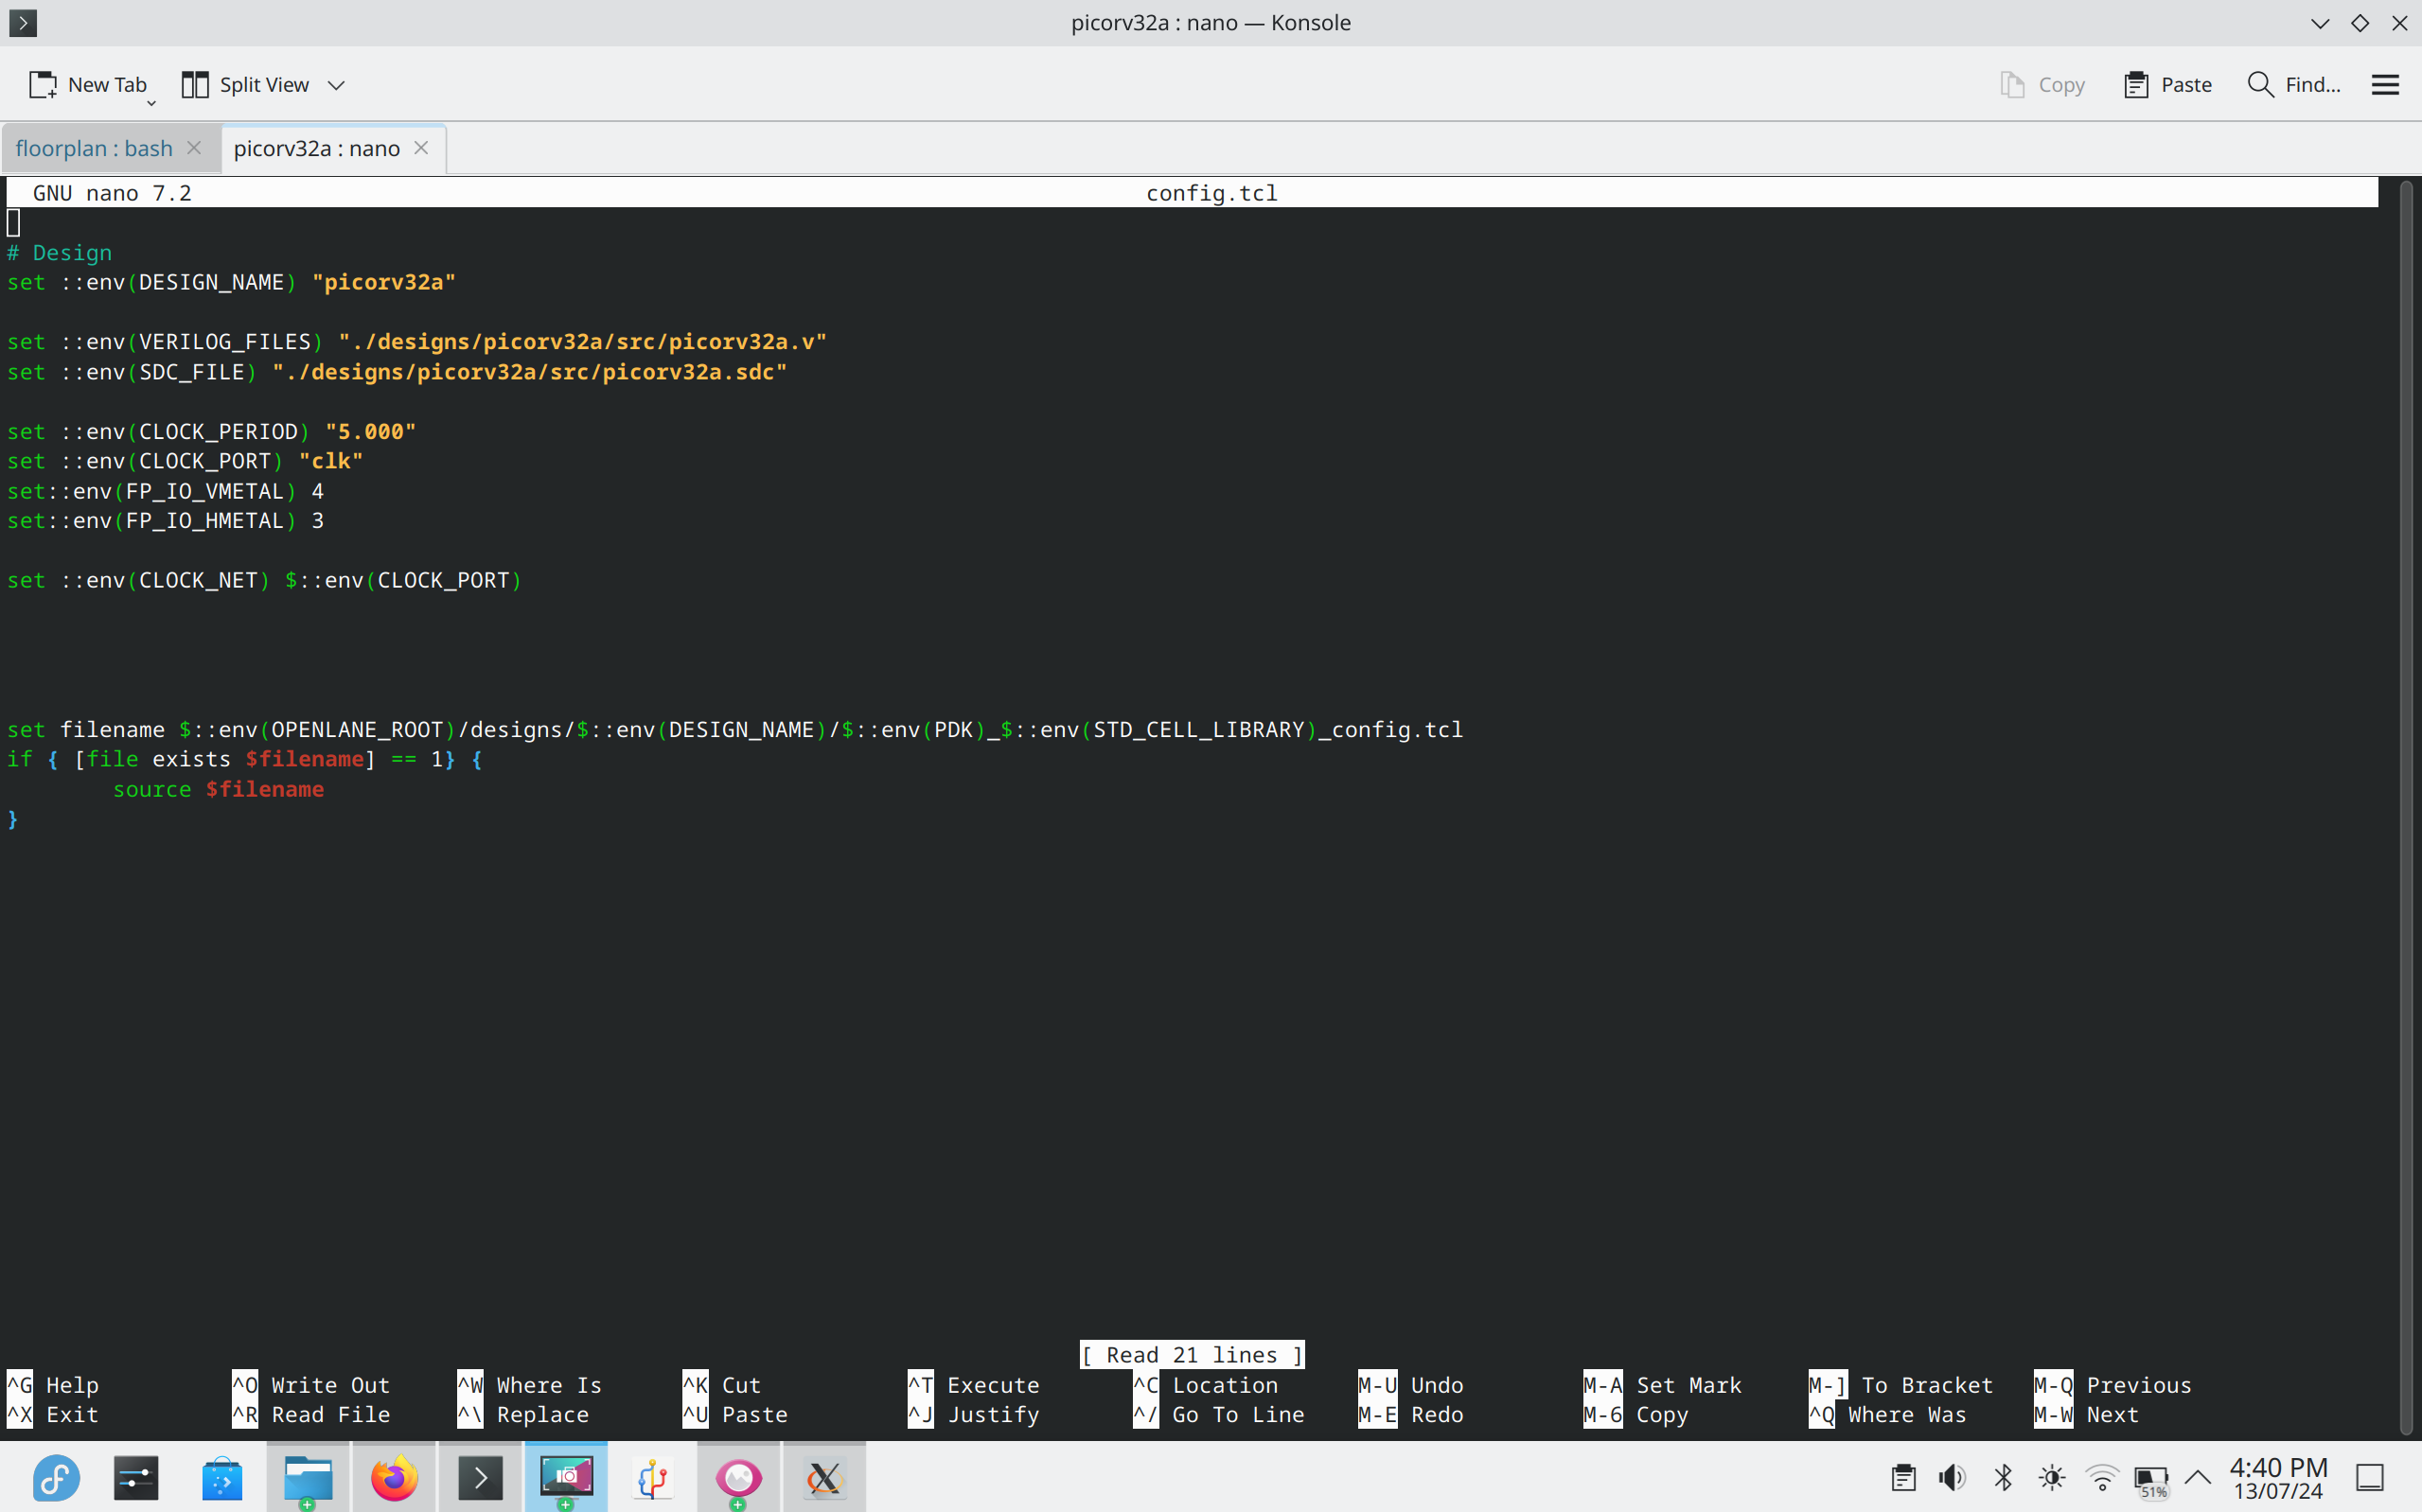 picorv32a : nano — Konsole
New Tab
Split View
Copy
Paste
Find...
floorplan : bash
picorv32a : nano
GNU nano 7.2
config.tcl
# Design
set ::env(DESIGN_NAME) "picorv32a"
set ::env(VERILOG_FILES) "./designs/picorv32a/src/picorv32a.v"
set ::env(SDC_FILE) "./designs/picorv32a/src/picorv32a.sdc"
set ::env(CLOCK_PERIOD) "5.000"
set ::env(CLOCK_PORT) "clk"
set::env(FP_IO_VMETAL) 4
set::env(FP_IO_HMETAL) 3
set ::env(CLOCK_NET) $::env(CLOCK_PORT)
set filename $::env(OPENLANE_ROOT)/designs/$::env(DESIGN_NAME)/$::env(PDK)_$::env(STD_CELL_LIBRARY)_config.tcl
if { [file exists $filename] == 1} {
        source $filename
}
[ Read 21 lines ]
^G Help ^O Write Out ^W Where Is ^K Cut ^T Execute ^C Location M-U Undo M-A Set Mark M-] To Bracket M-Q Previous
^X Exit ^R Read File ^\ Replace ^U Paste ^J Justify ^/ Go To Line M-E Redo M-6 Copy ^Q Where Was M-W Next
51%
4:40 PM
13/07/24